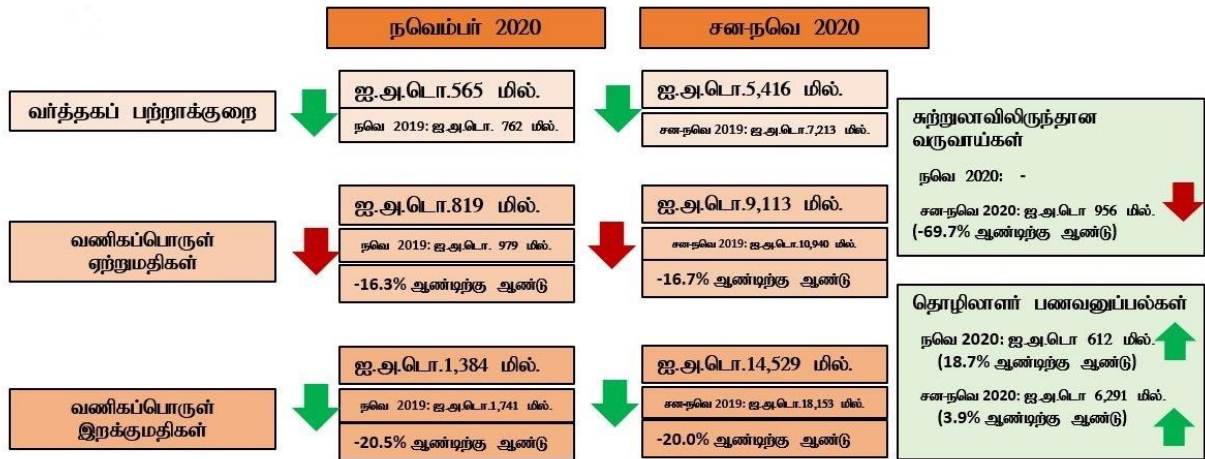 நவெம்பர் 2020
சன-நவெ 2020
வர்த்தகப் பற்றாக்குறை
ஐ.அ.டொ.565 மில்.
நவெ 2019: ஐ.அ.டொ. 762 மில்.
ஐ.அ.டொ.5,416 மில்.
சன-நவெ 2019: ஐ.அ.டொ.7,213 மில்.
வணிகப்பொருள்
ஏற்றுமதிகள்
ஐ.அ.டொ.819 மில்.
நவெ 2019: ஐ.அ.டொ. 979 மில்.
-16.3% ஆண்டிற்கு ஆண்டு
ஐ.அ.டொ.9,113 மில்.
சன-நவெ 2019: ஐ.அ.டொ.10,940 மில்.
-16.7% ஆண்டிற்கு ஆண்டு
வணிகப்பொருள்
இறக்குமதிகள்
ஐ.அ.டொ.1,384 மில்.
நவெ 2019: ஐ.அ.டொ.1,741 மில்.
-20.5% ஆண்டிற்கு ஆண்டு
ஐ.அ.டொ.14,529 மில்.
சன-நவெ 2019: ஐ.அ.டொ.18,153 மில்.
-20.0% ஆண்டிற்கு ஆண்டு
சுற்றுலாவிலிருந்தான
வருவாய்கள்
நவெ 2020: -
சன-நவெ 2020: ஐ.அ.டொ 956 மில்.
(-69.7% ஆண்டிற்கு ஆண்டு)
தொழிலாளர் பணவனுப்பல்கள்
நவெ 2020: ஐ.அ.டொ 612 மில்.
(18.7% ஆண்டிற்கு ஆண்டு)
சன-நவெ 2020: ஐ.அ.டொ 6,291 மில்.
(3.9% ஆண்டிற்கு ஆண்டு)